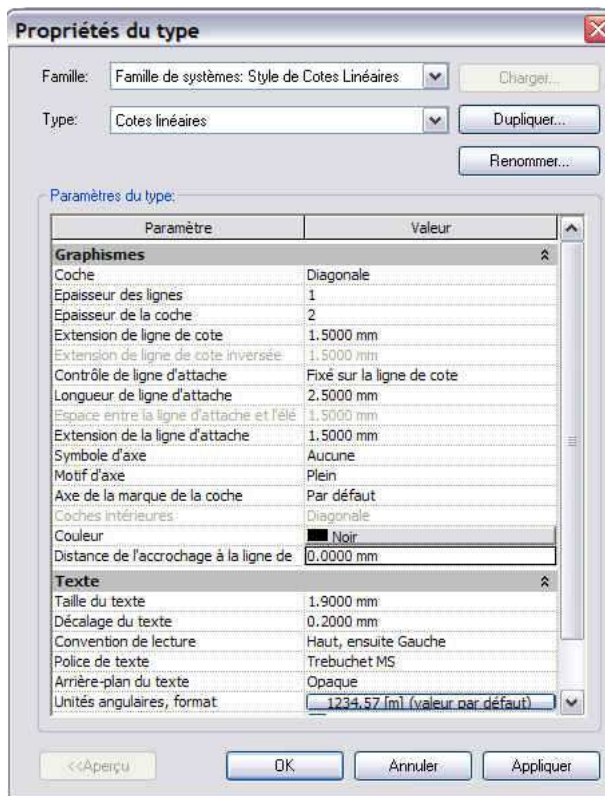 Propriétés du type
Famille: Famille de systèmes: Style de Cotes Linéaires Charger...
Type: Cotes linéaires Dupliquer...
Renommer...
Paramètres du type:
Paramètre Valeur
Graphismes
Coche Diagonale
Epaisseur des lignes 1
Epaisseur de la coche 2
Extension de ligne de cote 1.5000 mm
Extension de ligne de cote inversée 1.5000 mm
Contrôle de ligne d'attache Fixé sur la ligne de cote
Longueur de ligne d'attache 2.5000 mm
Espace entre la ligne d'attache et l'élé 1.5000 mm
Extension de la ligne d'attache 1.5000 mm
Symbole d'axe Aucune
Motif d'axe Plein
Axe de la marque de la coche Par défaut
Coches intérieures Diagonale
Couleur Noir
Distance de l'accrochage à la ligne de 0.0000 mm
Texte
Taille du texte 1.9000 mm
Décalage du texte 0.2000 mm
Convention de lecture Haut, ensuite Gauche
Police de texte Trebuchet MS
Arrière-plan du texte Opaque
Unités angulaires, format 1234.57 [m] (valeur par défaut)
<<Aperçu OK Annuler Appliquer